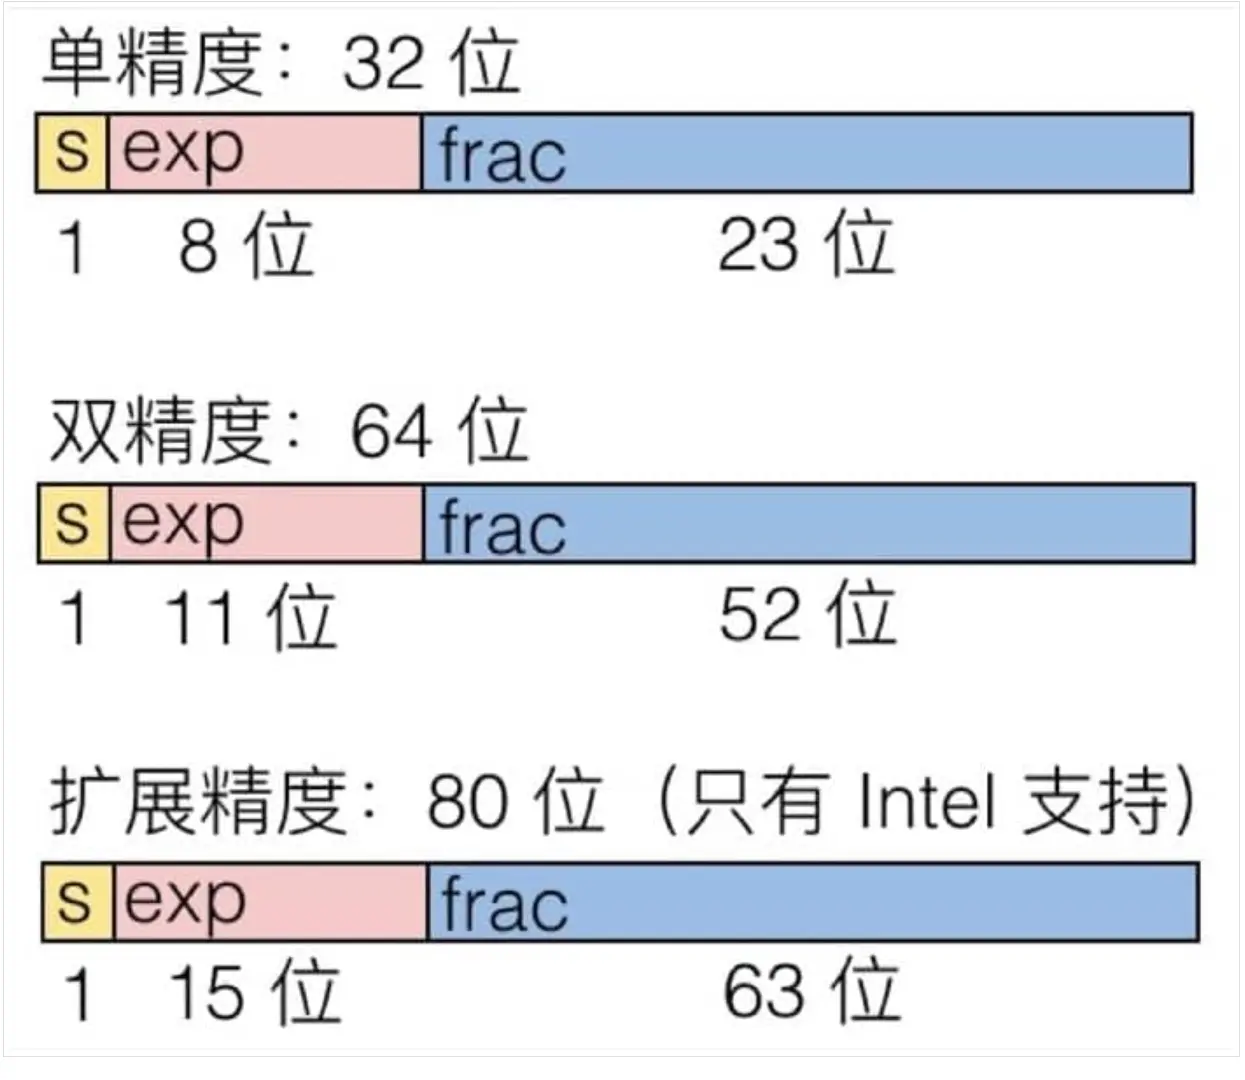 单精度：32 位
s exp frac
1 8 位 23 位
双精度：64 位
s exp frac
1 11 位 52 位
扩展精度：80 位（只有 Intel 支持）
s exp frac
1 15 位 63 位